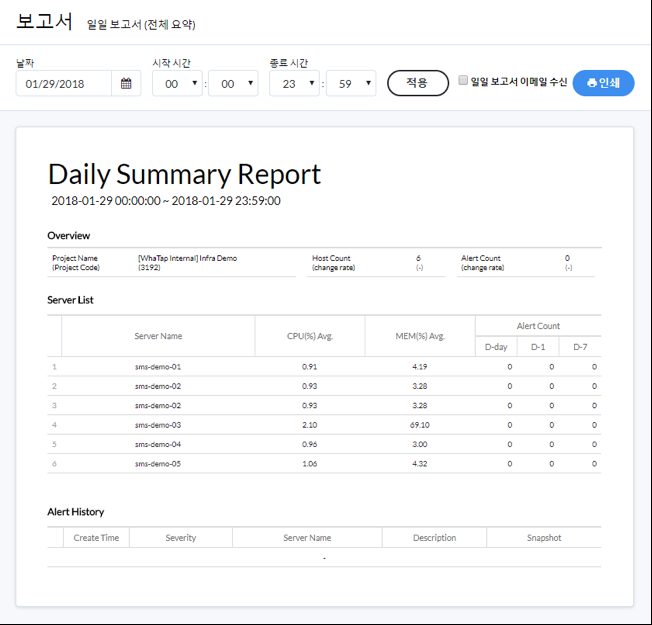 보고서 일일 보고서 (전체 요약)
날짜 시작 시간 종료 시간
01/29/2018 00 : 00 23 : 59 적용 일일 보고서 이메일 수신 인쇄
Daily Summary Report
2018-01-29 00:00:00 ~ 2018-01-29 23:59:00
Overview
Project Name [WhaTap Internal] Infra Demo Host Count 6 Alert Count 0
(Project Code) (3192) (change rate) (-) (change rate) (-)
Server List
Server Name CPU(%) Avg. MEM(%) Avg. Alert Count
D-day D-1 D-7
1 sms-demo-01 0.91 4.19 0 0 0
2 sms-demo-02 0.93 3.28 0 0 0
3 sms-demo-02 0.93 3.28 0 0 0
4 sms-demo-03 2.10 69.10 0 0 0
5 sms-demo-04 0.96 3.00 0 0 0
6 sms-demo-05 1.06 4.32 0 0 0
Alert History
Create Time Severity Server Name Description Snapshot
-